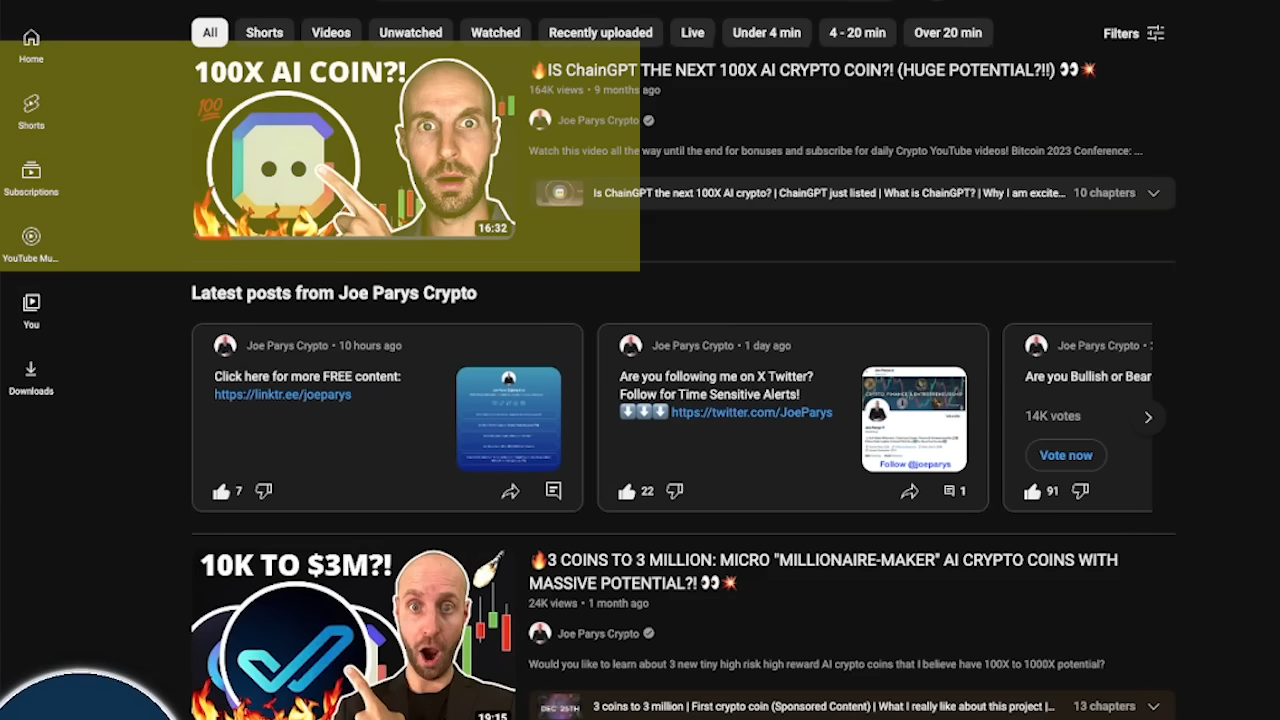 All Shorts Videos Unwatched Watched Recently uploaded Live Under 4 min 4 - 20 min Over 20 min Filters
Home
Shorts
Subscriptions
YouTube Mu...
You
Downloads
100X AI COIN?!
100
16:32
🔥IS ChainGPT THE NEXT 100X AI CRYPTO COIN?! (HUGE POTENTIAL?!!) 👀💥
164K views • 9 months ago
Joe Parys Crypto
Watch this video all the way until the end for bonuses and subscribe for daily Crypto YouTube videos! Bitcoin 2023 Conference: ...
Is ChainGPT the next 100X AI crypto? | ChainGPT just listed | What is ChainGPT? | Why I am excite... 10 chapters
Latest posts from Joe Parys Crypto
Joe Parys Crypto • 10 hours ago
Click here for more FREE content:
https://linktr.ee/joeparys
7
Joe Parys Crypto • 1 day ago
Are you following me on X Twitter?
Follow for Time Sensitive Alerts!
⬇️⬇️⬇️ https://twitter.com/JoeParys
Follow @joeparys
22 1
Joe Parys Crypto •
Are you Bullish or Bear
14K votes
Vote now
91
10K TO $3M?!
19:15
🔥3 COINS TO 3 MILLION: MICRO "MILLIONAIRE-MAKER" AI CRYPTO COINS WITH
MASSIVE POTENTIAL?! 👀💥
24K views • 1 month ago
Joe Parys Crypto
Would you like to learn about 3 new tiny high risk high reward AI crypto coins that I believe have 100X to 1000X potential?
DEC 25TH
3 coins to 3 million | First crypto coin (Sponsored Content) | What I really like about this project |... 13 chapters